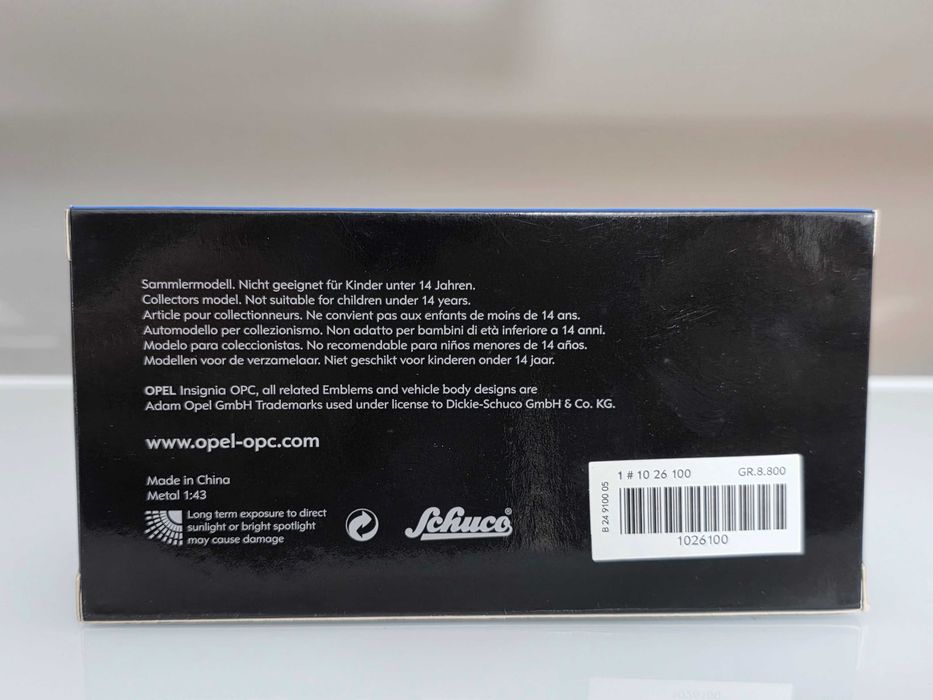 Sammlermodell. Nicht geeignet für Kinder unter 14 Jahren.
Collectors model. Not suitable for children under 14 years.
Article pour collectionneurs. Ne convient pas aux enfants de moins de 14 ans.
Automodello per collezionismo. Non adatto per bambini di età inferiore a 14 anni.
Modelo para coleccionistas. No recomendable para niños menores de 14 años.
Modellen voor de verzamelaar. Niet geschikt voor kinderen onder 14 jaar.
OPEL Insignia OPC, all related Emblems and vehicle body designs are
Adam Opel GmbH Trademarks used under license to Dickie-Schuco GmbH & Co. KG.
www.opel-opc.com
Made in China
Metal 1:43
Long term exposure to direct
sunlight or bright spotlight
may cause damage
Schuco®
1 # 10 26 100 GR.8.800
B 24 9100 05
1026100